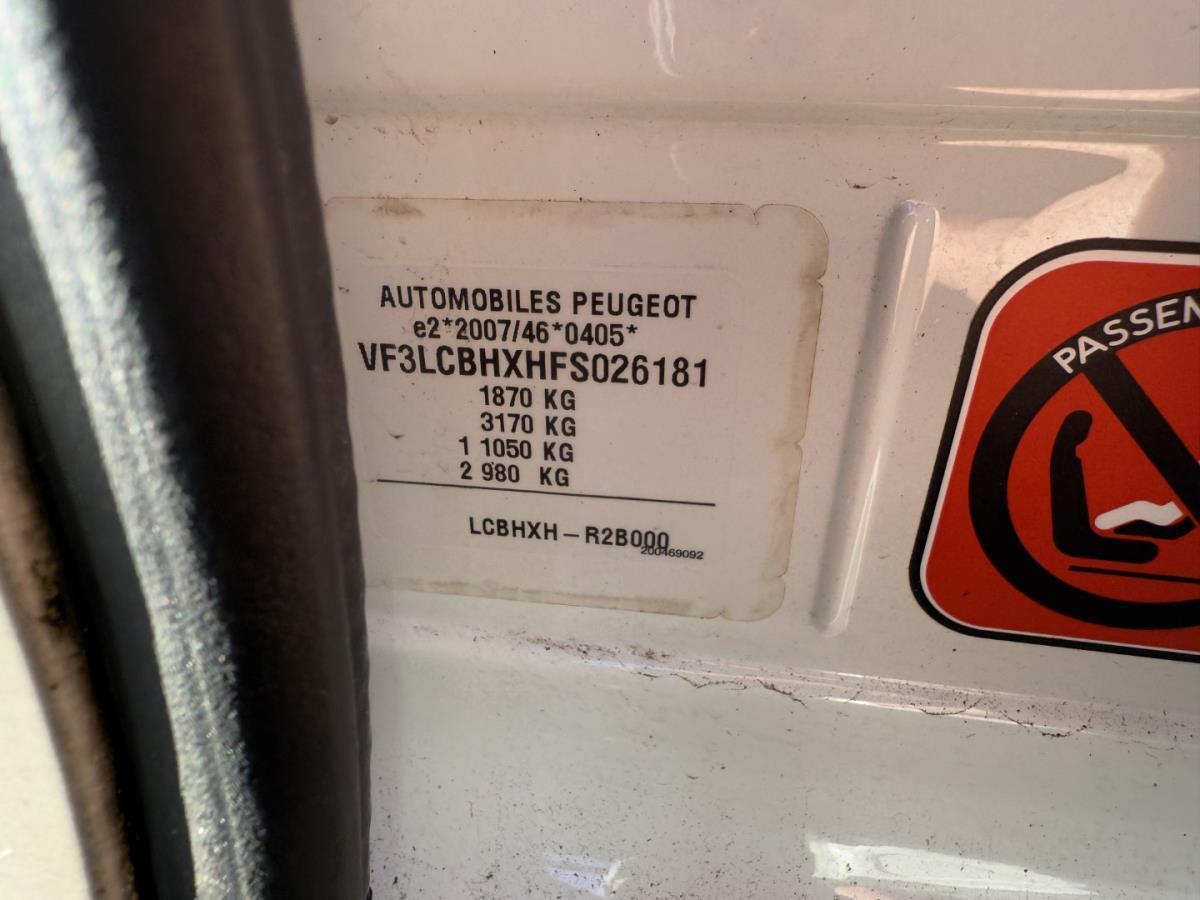 AUTOMOBILES PEUGEOT
e2*2007/46*0405*
VF3LCBHXHFS026181
1870 KG
3170 KG
1 1050 KG
2 980 KG
LCBHXH – R2B000
200469092
PASSEN